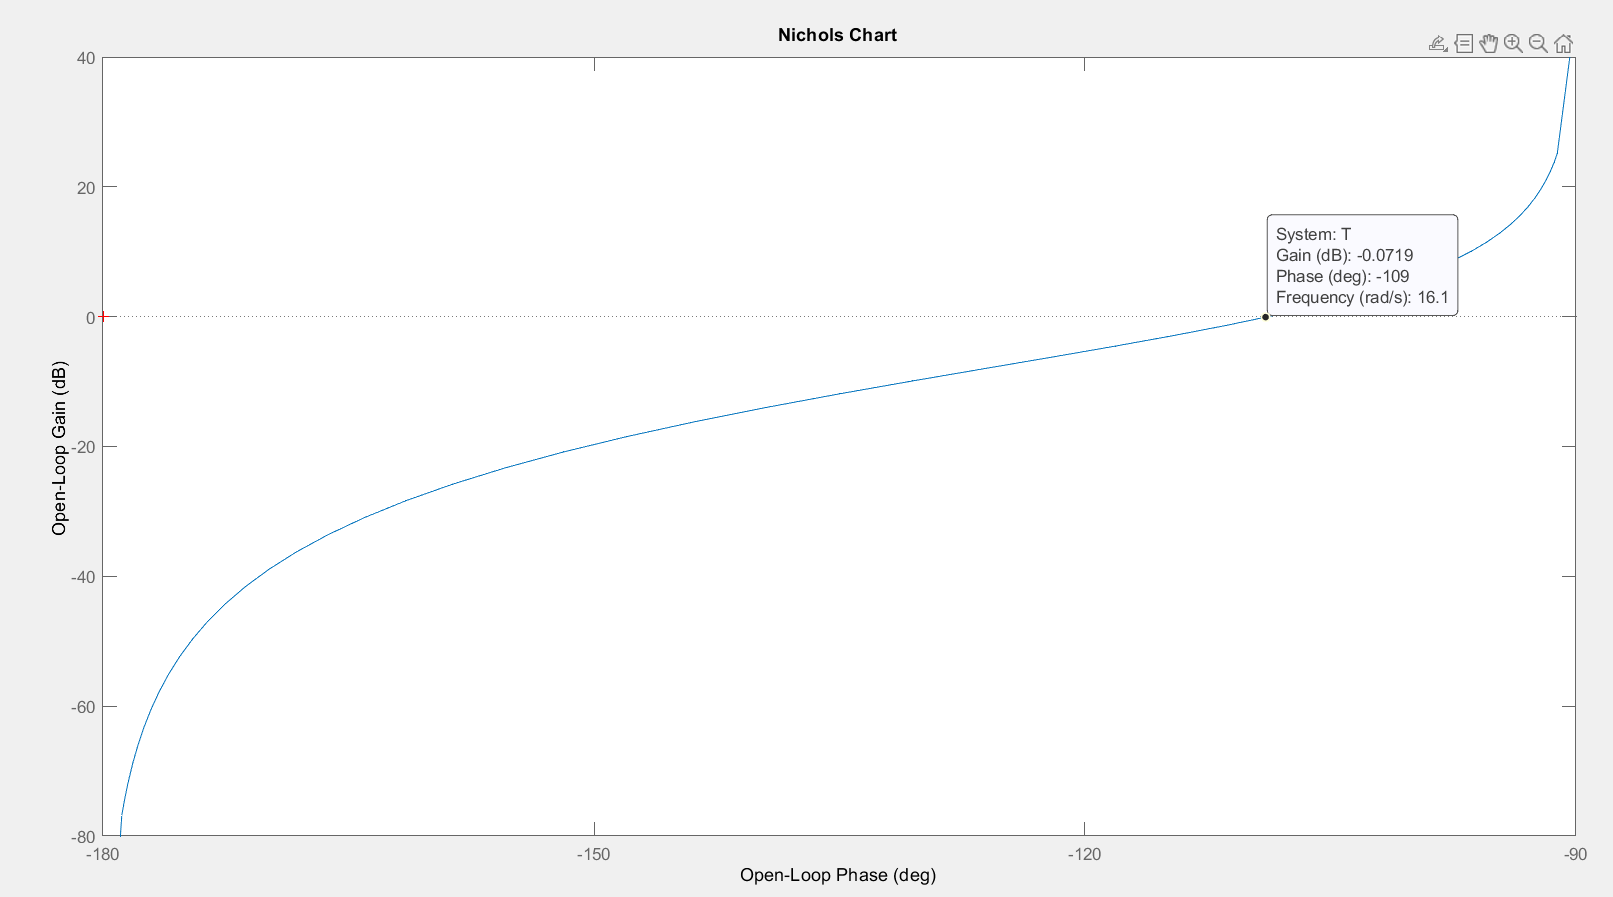 Nichols Chart
40
20
0
-20
-40
-60
-80
Open-Loop Gain (dB)
System: T
Gain (dB): -0.0719
Phase (deg): -109
Frequency (rad/s): 16.1
-180
-150
-120
-90
Open-Loop Phase (deg)